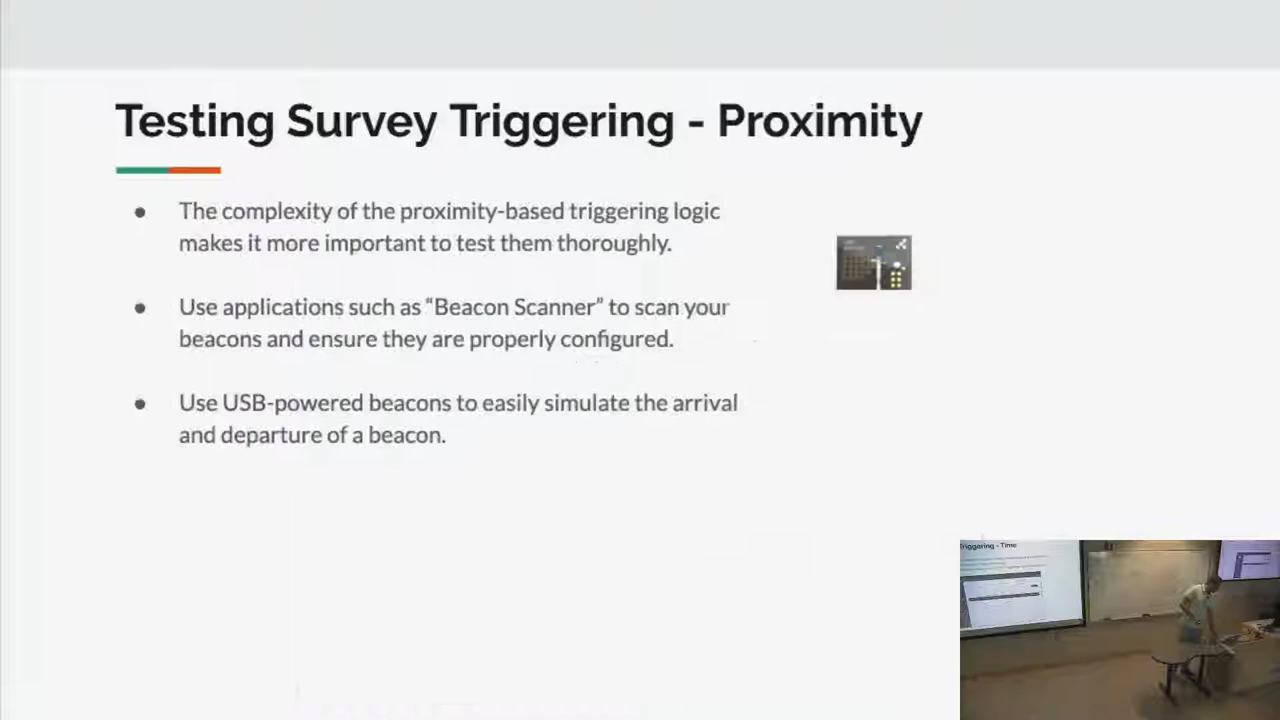 Testing Survey Triggering - Proximity
● The complexity of the proximity-based triggering logic
makes it more important to test them thoroughly.
● Use applications such as “Beacon Scanner” to scan your
beacons and ensure they are properly configured.
● Use USB-powered beacons to easily simulate the arrival
and departure of a beacon.
Triggering - Time